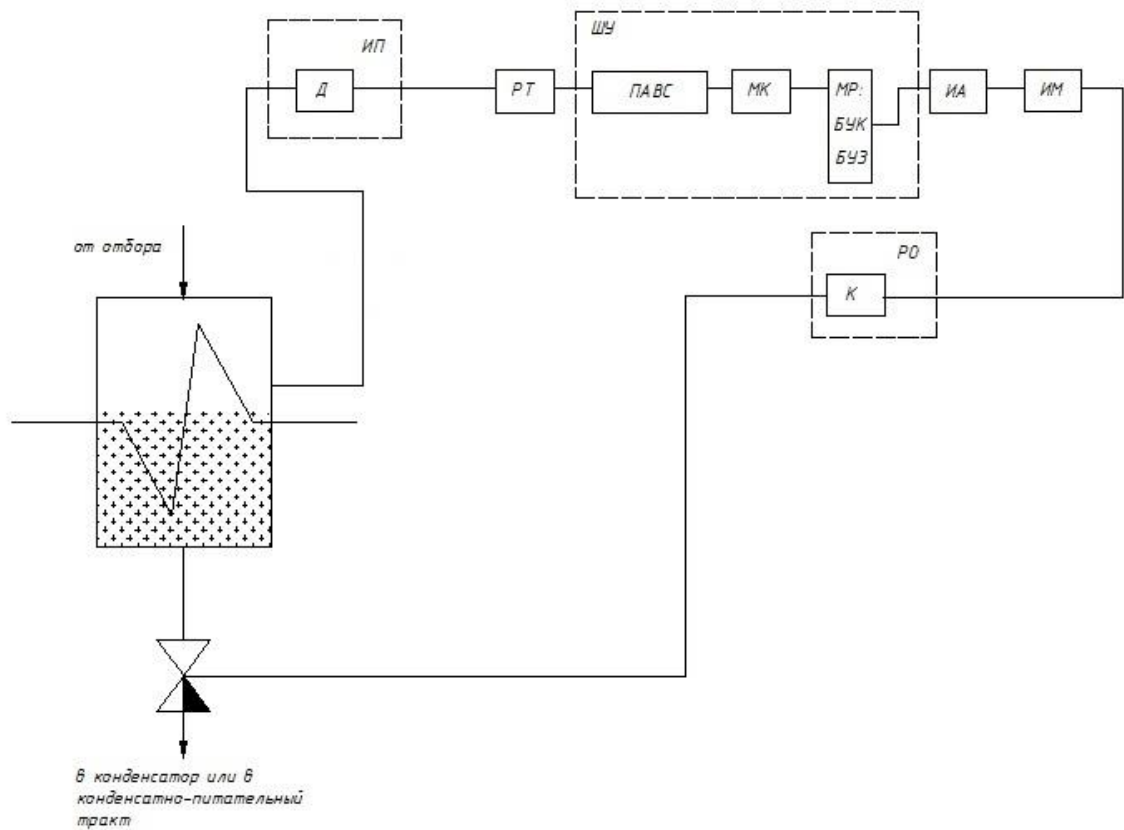 ИП
Д
РТ
ШУ
ПАВС
МК
МР:
БУК
БУЗ
ИА
ИМ
РО
К
от отбора
в конденсатор или в
конденсатно-питательный
тракт